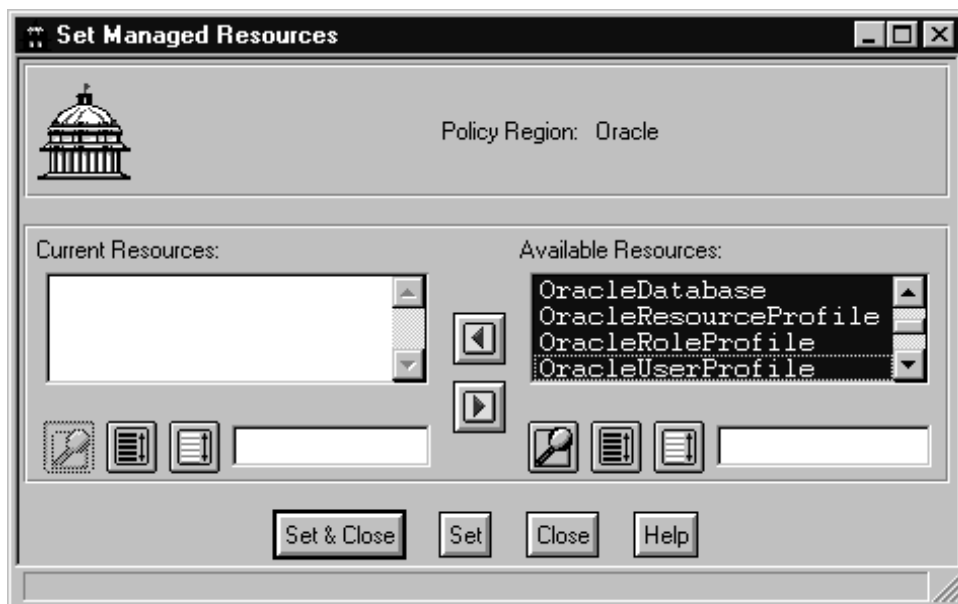 Set Managed Resources
Policy Region: Oracle
Current Resources:
Available Resources:
OracleDatabase
OracleResourceProfile
OracleRoleProfile
OracleUserProfile
Set & Close
Set
Close
Help